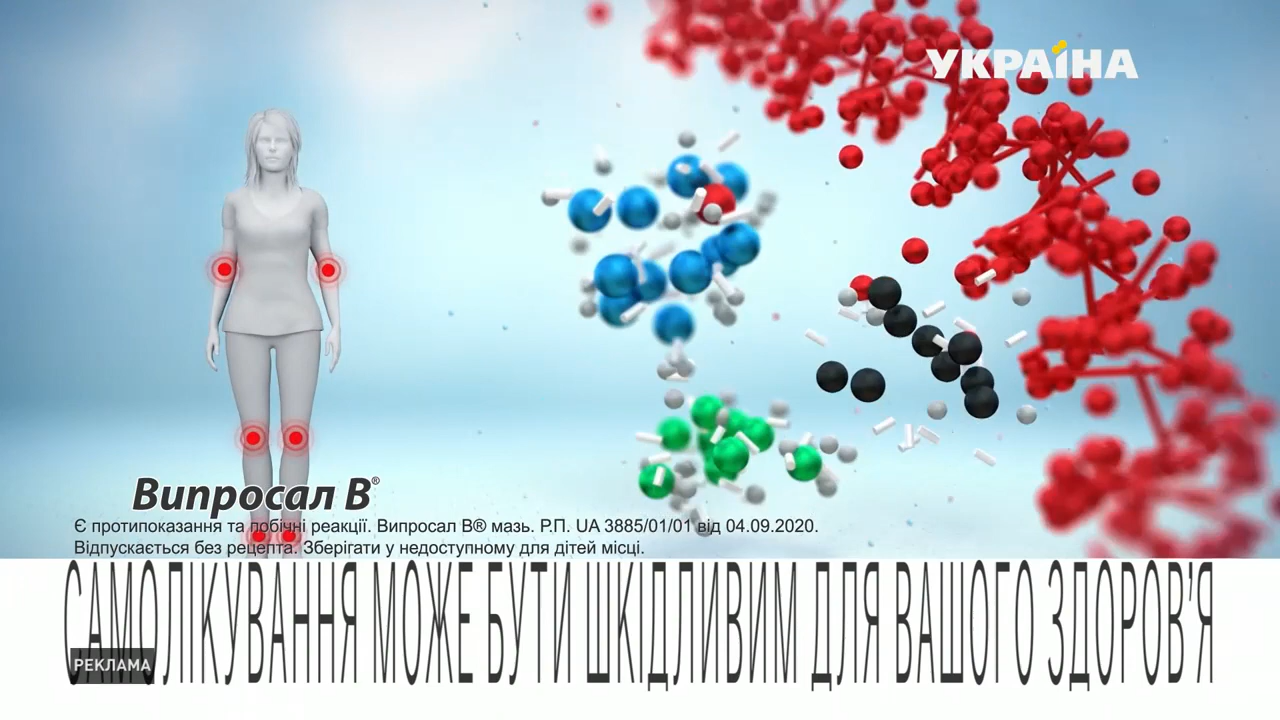 УКРАЇНА
Випросал В®
Є протипоказання та побічні реакції. Випросал В® мазь. Р.П. UA 3885/01/01 від 04.09.2020.
Відпускається без рецепта. Зберігати у недоступному для дітей місці.
САМОЛІКУВАННЯ МОЖЕ БУТИ ШКІДЛИВИМ ДЛЯ ВАШОГО ЗДОРОВ'Я
РЕКЛАМА